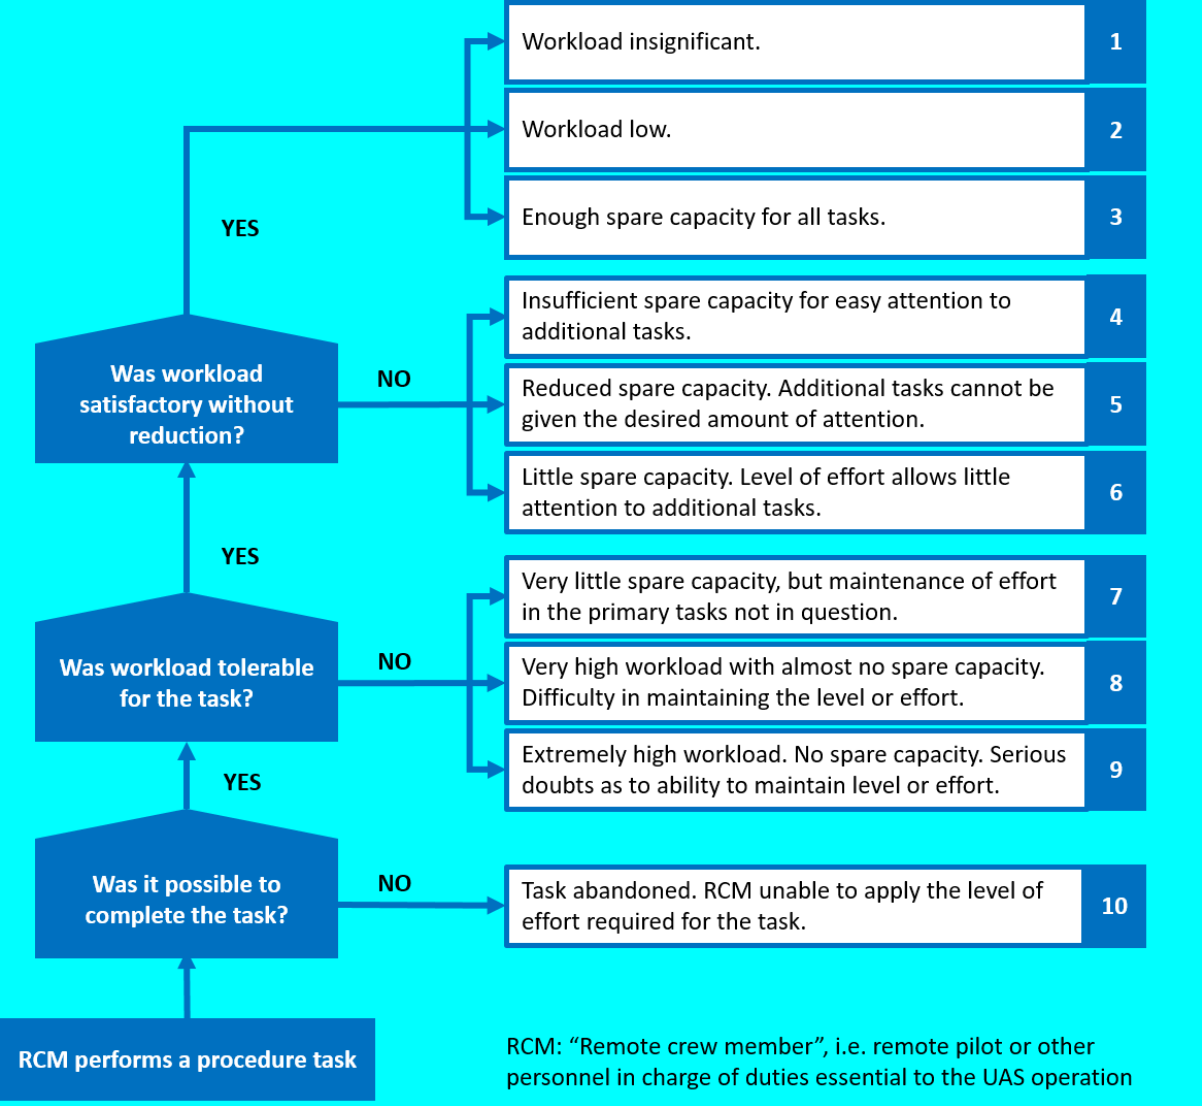 Workload insignificant.
1
Workload low.
2
Enough spare capacity for all tasks.
3
YES
Insufficient spare capacity for easy attention to
additional tasks.
4
Was workload
satisfactory without
reduction?
NO
Reduced spare capacity. Additional tasks cannot be
given the desired amount of attention.
5
Little spare capacity. Level of effort allows little
attention to additional tasks.
6
YES
Very little spare capacity, but maintenance of effort
in the primary tasks not in question.
7
Was workload tolerable
for the task?
NO
Very high workload with almost no spare capacity.
Difficulty in maintaining the level or effort.
8
Extremely high workload. No spare capacity. Serious
doubts as to ability to maintain level or effort.
9
YES
Was it possible to
complete the task?
NO
Task abandoned. RCM unable to apply the level of
effort required for the task.
10
RCM performs a procedure task
RCM: “Remote crew member”, i.e. remote pilot or other
personnel in charge of duties essential to the UAS operation